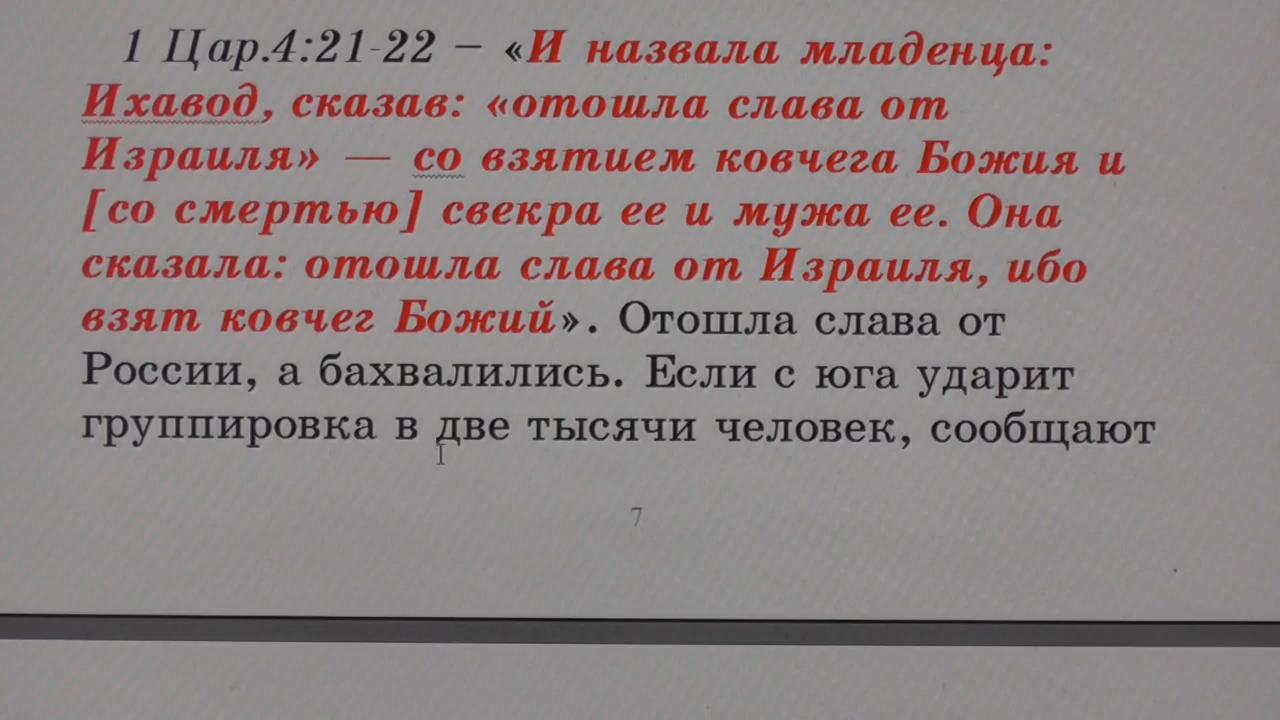 1 Цар.4:21-22 – «И назвала младенца:
Ихавод, сказав: «отошла слава от
Израиля» — со взятием ковчега Божия и
[со смертью] свекра ее и мужа ее. Она
сказала: отошла слава от Израиля, ибо
взят ковчег Божий». Отошла слава от
России, а бахвалились. Если с юга ударит
группировка в две тысячи человек, сообщают
7